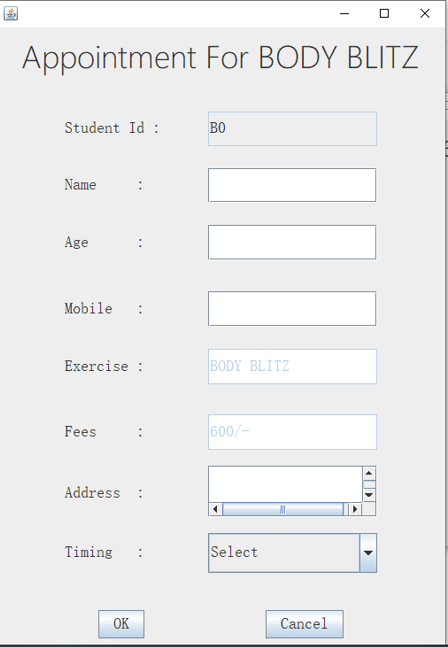 Appointment For BODY BLITZ
Student Id : B0
Name :
Age :
Mobile :
Exercise : BODY BLITZ
Fees : 600/-
Address :
Timing : Select
OK Cancel